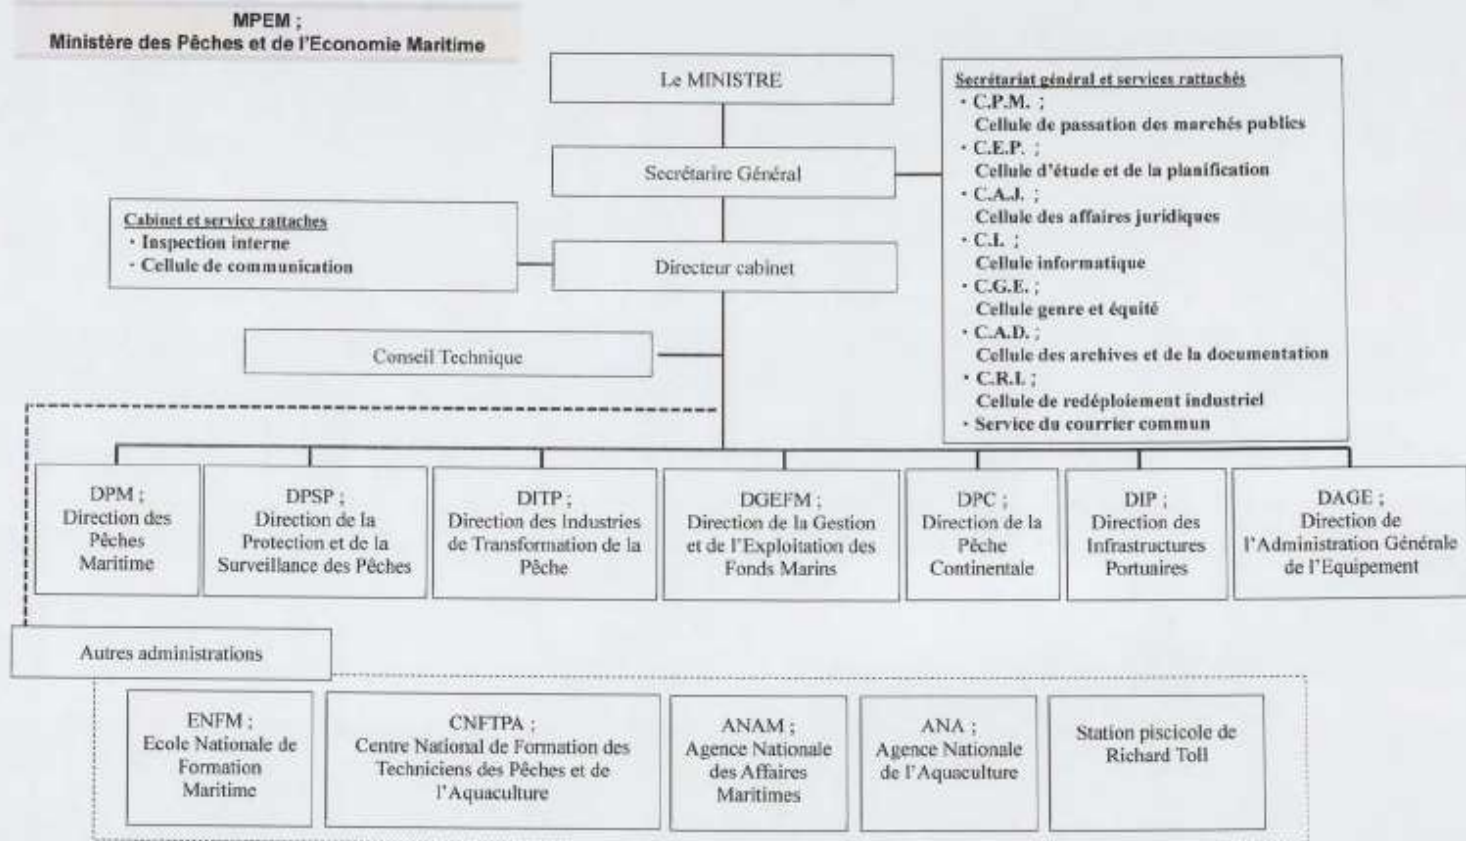 MPEM ;
Ministère des Pêches et de l'Economie Maritime
Le MINISTRE
Secrétarire Général
Secrétariat général et services rattachés
· C.P.M. ;
Cellule de passation des marchés publics
· C.E.P. ;
Cellule d'étude et de la planification
· C.A.J. ;
Cellule des affaires juridiques
· C.I. ;
Cellule informatique
· C.G.E. ;
Cellule genre et équité
· C.A.D. ;
Cellule des archives et de la documentation
· C.R.I. ;
Cellule de redéploiement industriel
· Service du courrier commun
Cabinet et service rattaches
· Inspection interne
· Cellule de communication
Directeur cabinet
Conseil Technique
DPM ;
Direction des
Pêches
Maritime
DPSP ;
Direction de la
Protection et de la
Surveillance des Pêches
DITP ;
Direction des Industries
de Transformation de la
Pêche
DGEFM ;
Direction de la Gestion
et de l'Exploitation des
Fonds Marins
DPC ;
Direction de la
Pêche
Continentale
DIP ;
Direction des
Infrastructures
Portuaires
DAGE ;
Direction de
l'Administration Générale
de l'Equipement
Autres administrations
ENFM ;
Ecole Nationale de
Formation
Maritime
CNFTPA ;
Centre National de Formation des
Techniciens des Pêches et de
l'Aquaculture
ANAM ;
Agence Nationale
des Affaires
Maritimes
ANA ;
Agence Nationale
de l'Aquaculture
Station piscicole de
Richard Toll